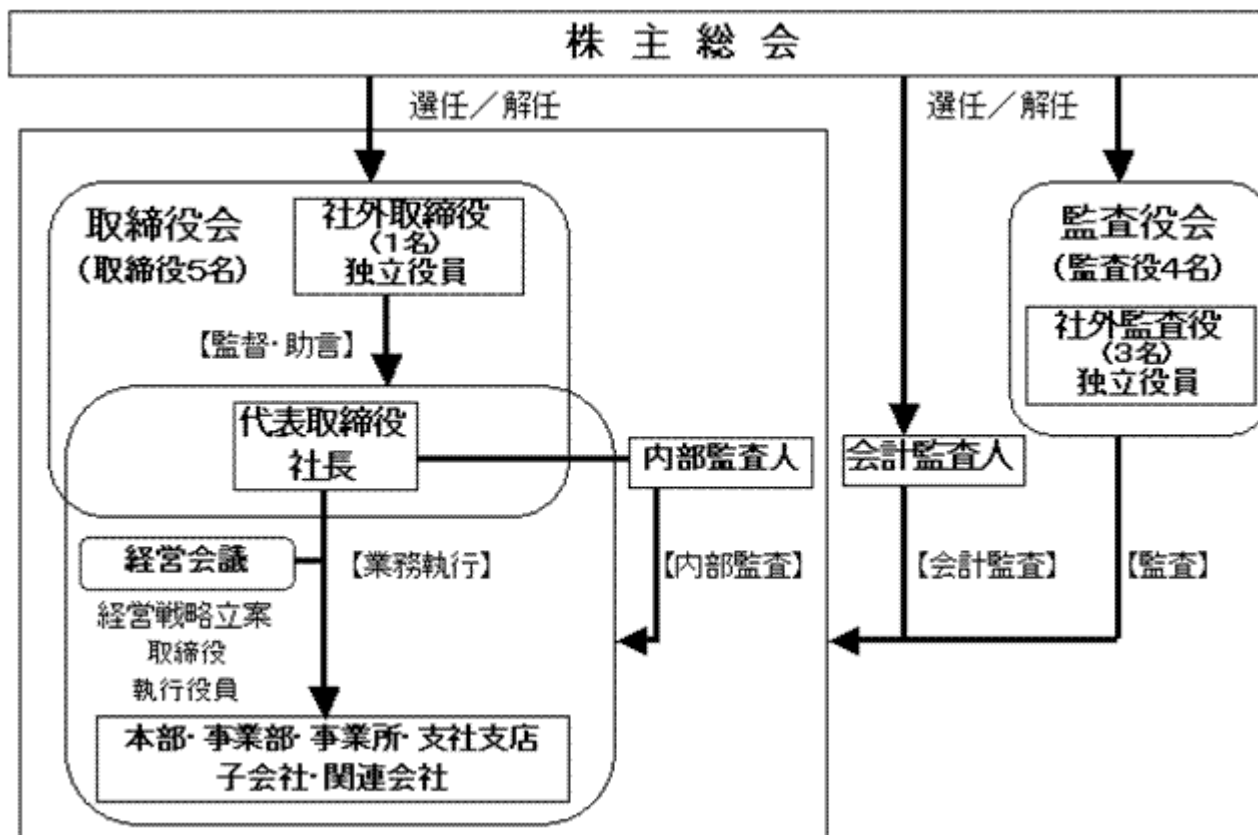 株主総会
選任／解任
選任／解任
取締役会
(取締役5名)
社外取締役
(1名)
独立役員
監査役会
(監査役4名)
社外監査役
(3名)
独立役員
【監督・助言】
代表取締役
社長
内部監査人
会計監査人
経営会議
【業務執行】
【内部監査】
【会計監査】
【監査】
経営戦略立案
取締役
執行役員
本部・事業部・事業所・支社支店
子会社・関連会社